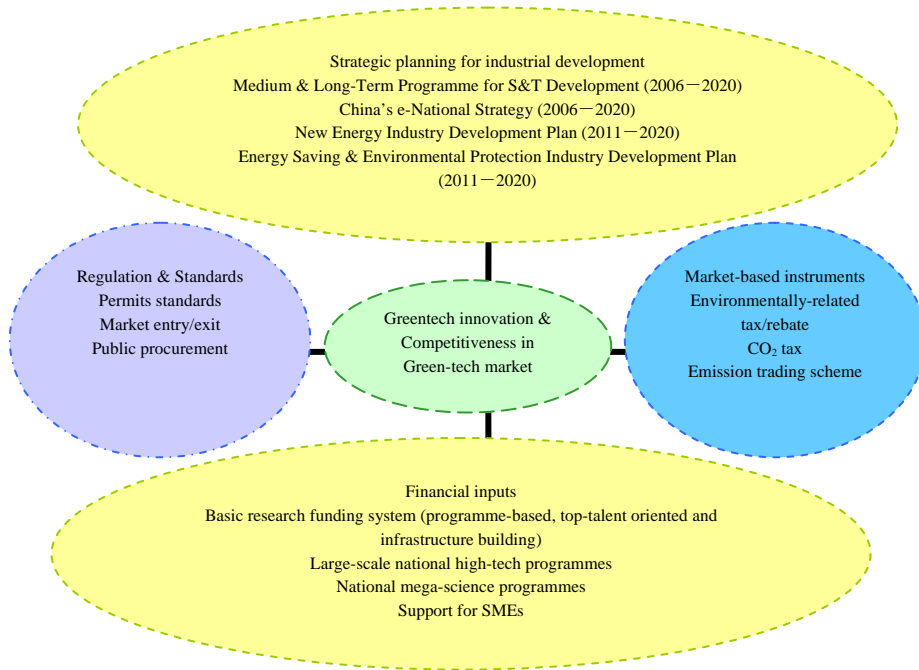 Strategic planning for industrial development
Medium & Long-Term Programme for S&T Development (2006－2020)
China’s e-National Strategy (2006－2020)
New Energy Industry Development Plan (2011－2020)
Energy Saving & Environmental Protection Industry Development Plan
(2011－2020)
Regulation & Standards
Permits standards
Market entry/exit
Public procurement
Greentech innovation &
Competitiveness in
Green-tech market
Market-based instruments
Environmentally-related
tax/rebate
CO₂ tax
Emission trading scheme
Financial inputs
Basic research funding system (programme-based, top-talent oriented and
infrastructure building)
Large-scale national high-tech programmes
National mega-science programmes
Support for SMEs